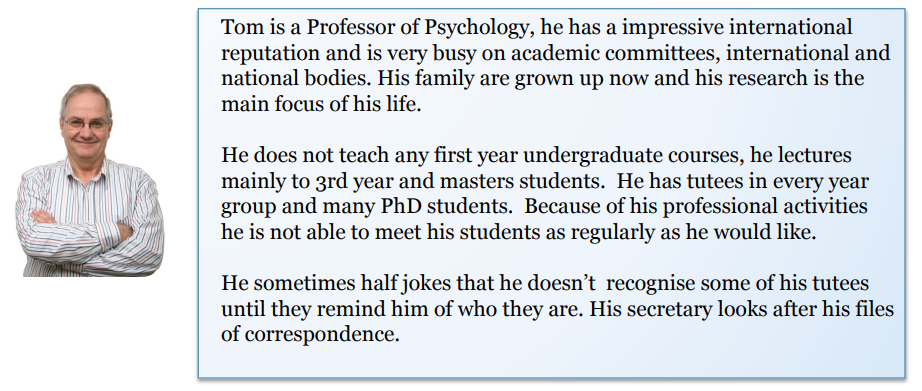 Tom is a Professor of Psychology, he has a impressive international
reputation and is very busy on academic committees, international and
national bodies. His family are grown up now and his research is the
main focus of his life.
He does not teach any first year undergraduate courses, he lectures
mainly to 3rd year and masters students.  He has tutees in every year
group and many PhD students.  Because of his professional activities
he is not able to meet his students as regularly as he would like.
He sometimes half jokes that he doesn’t  recognise some of his tutees
until they remind him of who they are. His secretary looks after his files
of correspondence.